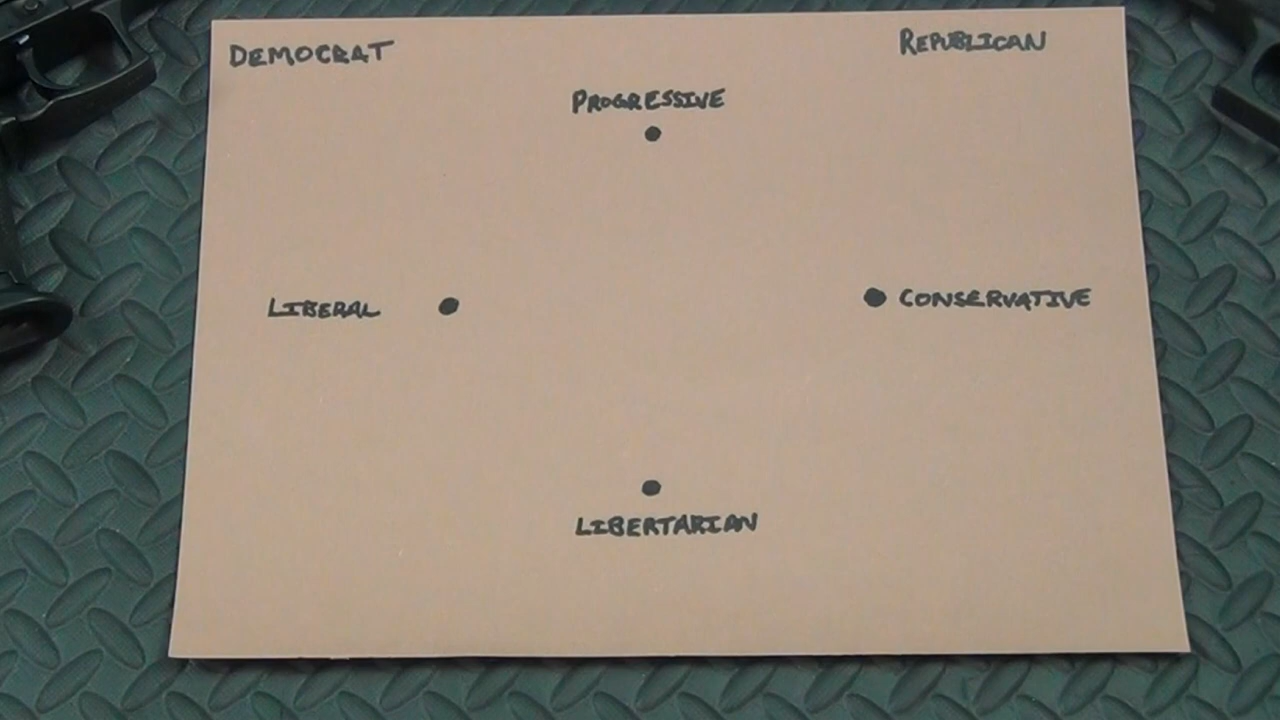 DEMOCRAT
REPUBLICAN
PROGRESSIVE
LIBERAL
CONSERVATIVE
LIBERTARIAN